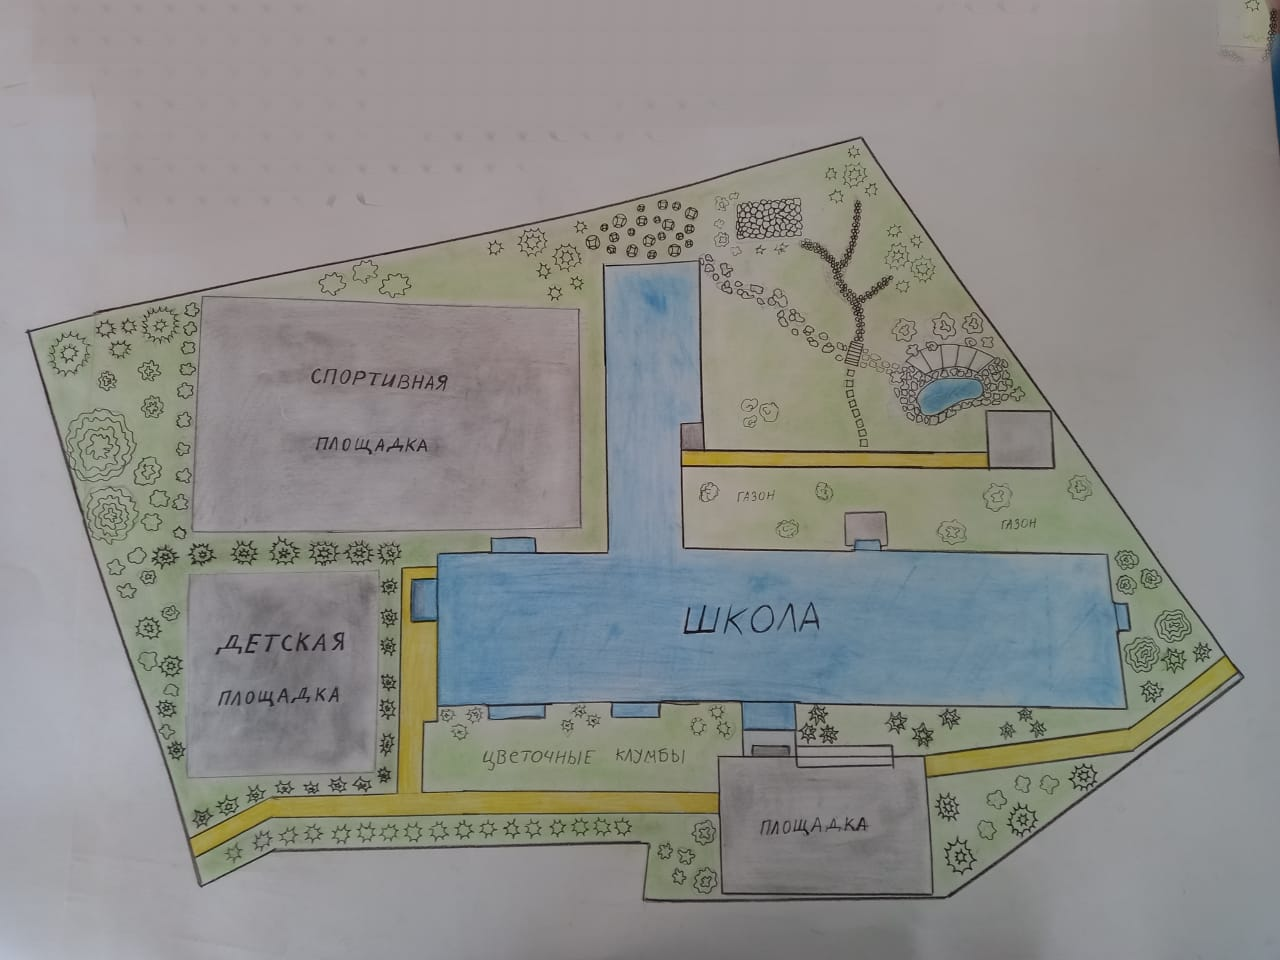 СПОРТИВНАЯ
ПЛОЩАДКА
ГАЗОН
ГАЗОН
ШКОЛА
ДЕТСКАЯ
ПЛОЩАДКА
ЦВЕТОЧНЫЕ КЛУМБЫ
ПЛОЩАДКА